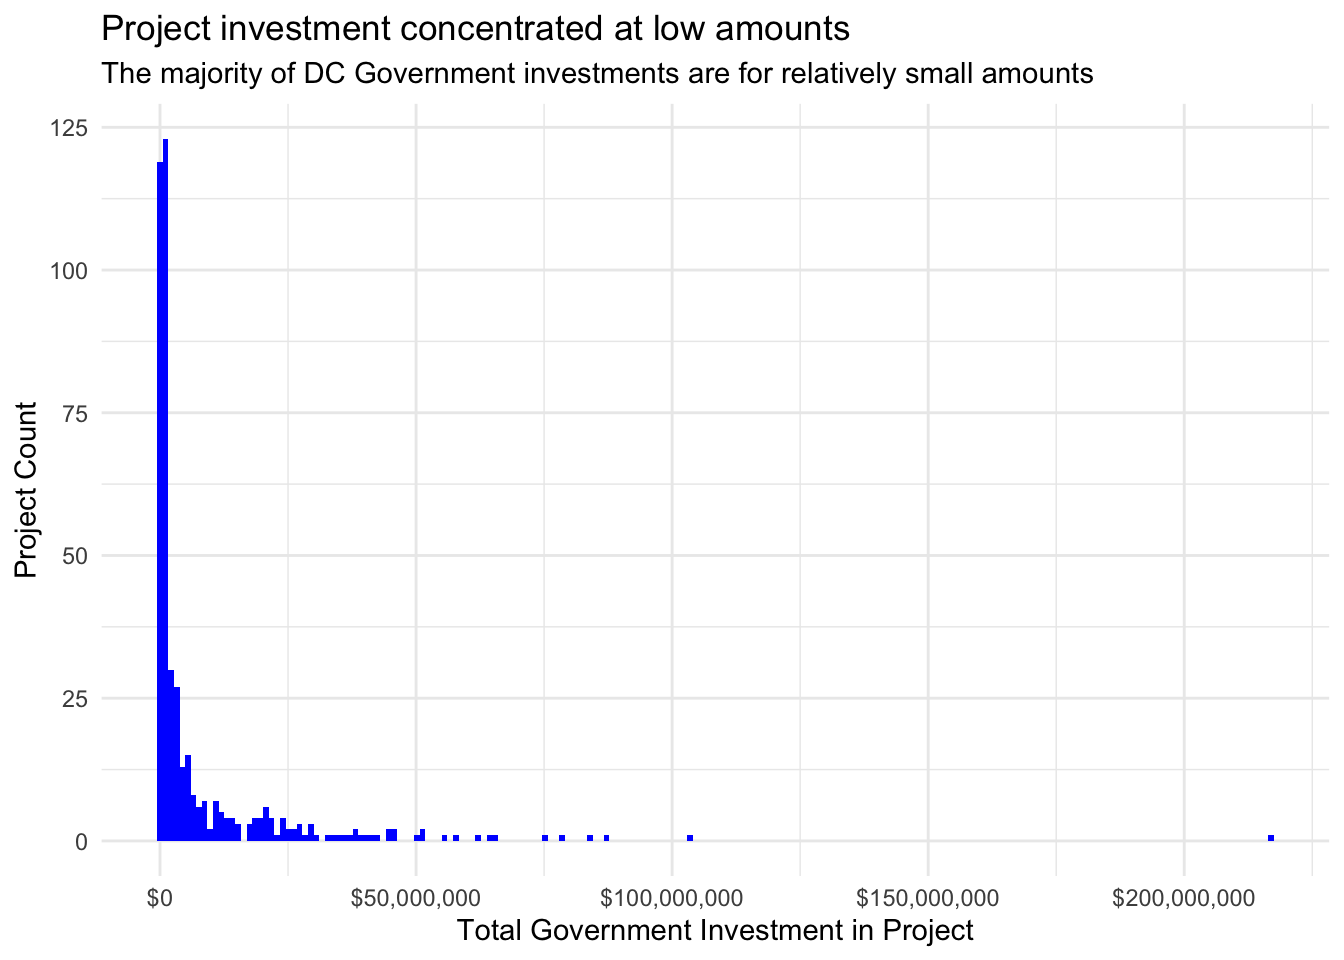 Project investment concentrated at low amounts
The majority of DC Government investments are for relatively small amounts
125
100
75
50
25
0
Project Count
$0 $50,000,000 $100,000,000 $150,000,000 $200,000,000
Total Government Investment in Project